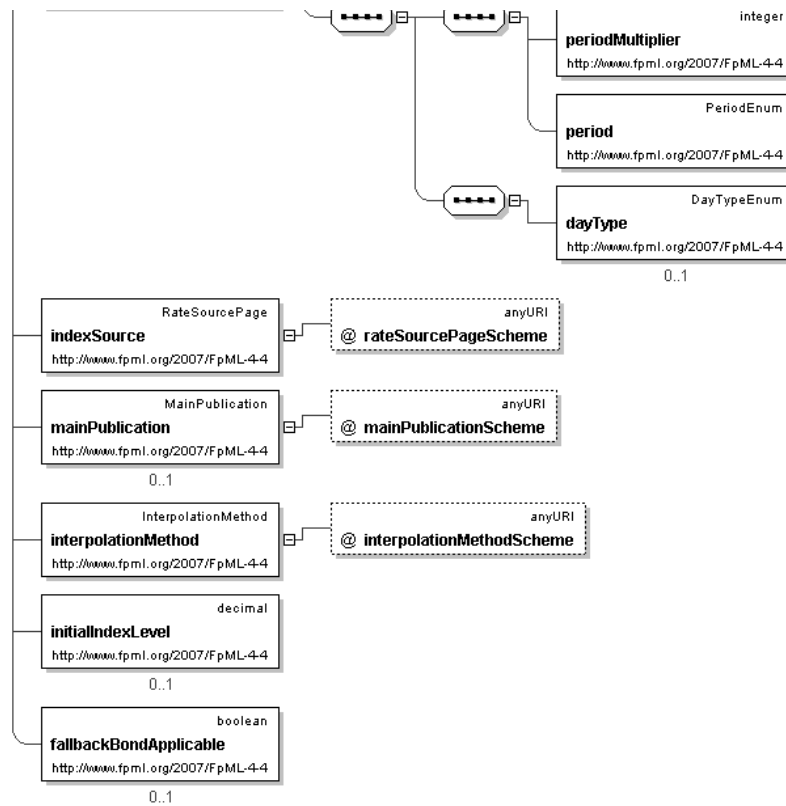 integer
periodMultiplier
http://www.fpml.org/2007/FpML-4-4
PeriodEnum
period
http://www.fpml.org/2007/FpML-4-4
DayTypeEnum
dayType
http://www.fpml.org/2007/FpML-4-4
0..1
RateSourcePage
indexSource
http://www.fpml.org/2007/FpML-4-4
anyURI
@ rateSourcePageScheme
MainPublication
mainPublication
http://www.fpml.org/2007/FpML-4-4
0..1
anyURI
@ mainPublicationScheme
InterpolationMethod
interpolationMethod
http://www.fpml.org/2007/FpML-4-4
anyURI
@ interpolationMethodScheme
decimal
initialIndexLevel
http://www.fpml.org/2007/FpML-4-4
0..1
boolean
fallbackBondApplicable
http://www.fpml.org/2007/FpML-4-4
0..1